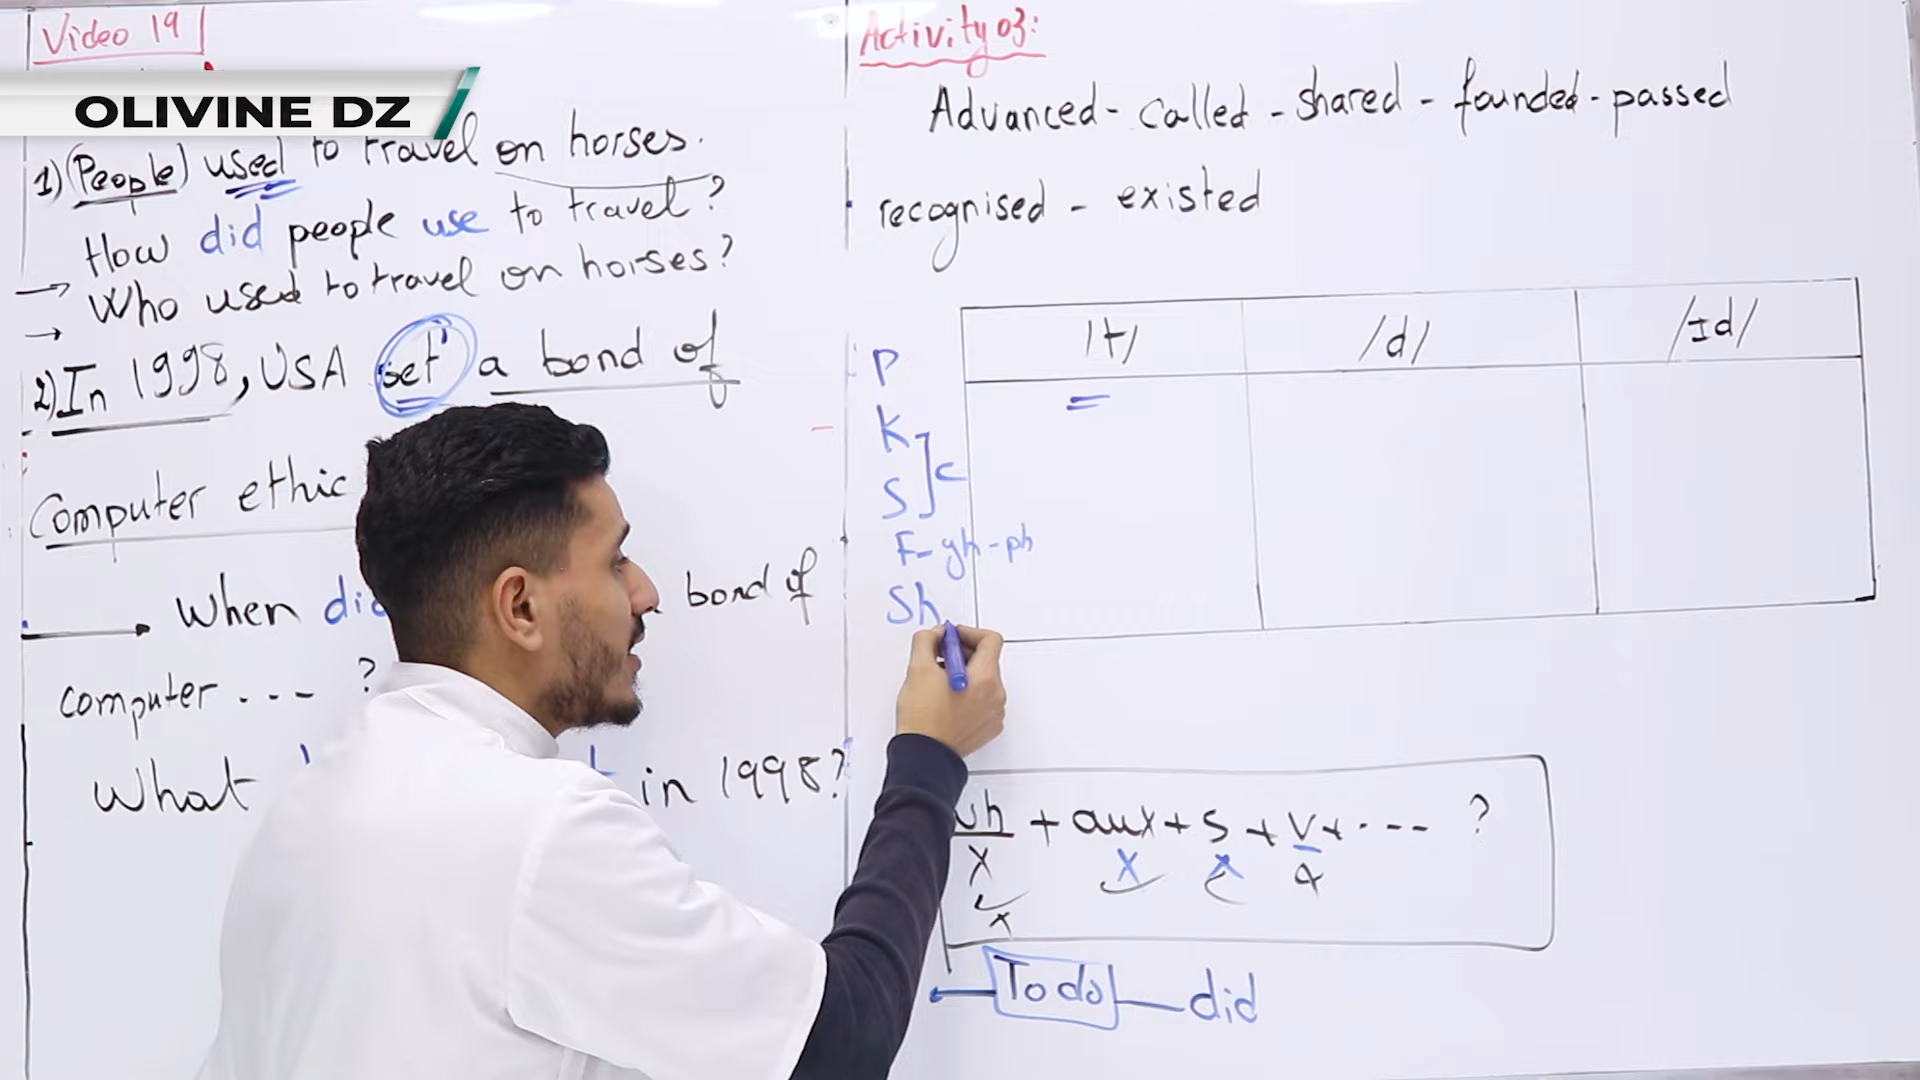 Video 19
OLIVINE DZ
1) (People) used to travel on horses.
How did people use to travel?
Who used to travel on horses?
2) In 1998, USA set a bond of
Computer ethic
When did bond of
computer . - - ?
What in 1998?
Activity 03:
Advanced - called - shared - founded - passed
recognised - existed
/t/ /d/ /Id/
P
K
S ] c
F - gh - ph
Sh
wh + aux + S + V + . - - - ?
x x x
To do did